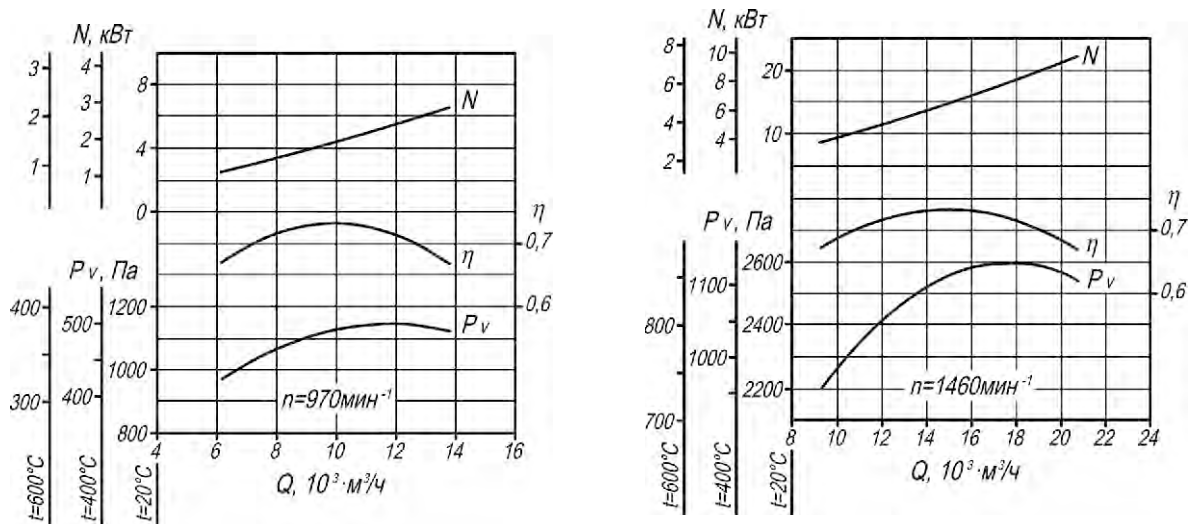 N, кВт
3
2
1
4
3
2
1
8
4
0
N
η
0,7
0,6
Pv, Па
400
300
500
400
1200
1000
800
Pv
n=970мин⁻¹
4 6 8 10 12 14 16
Q, 10³·м³/ч
t=600°C
t=400°C
t=20°C
N, кВт
8
6
4
2
10
8
6
4
20
10
N
η
0,7
η
0,6
Pv, Па
800
700
1100
1000
2600
2400
2200
Pv
n=1460мин⁻¹
8 10 12 14 16 18 20 22 24
Q, 10³·м³/ч
t=600°C
t=400°C
t=20°C